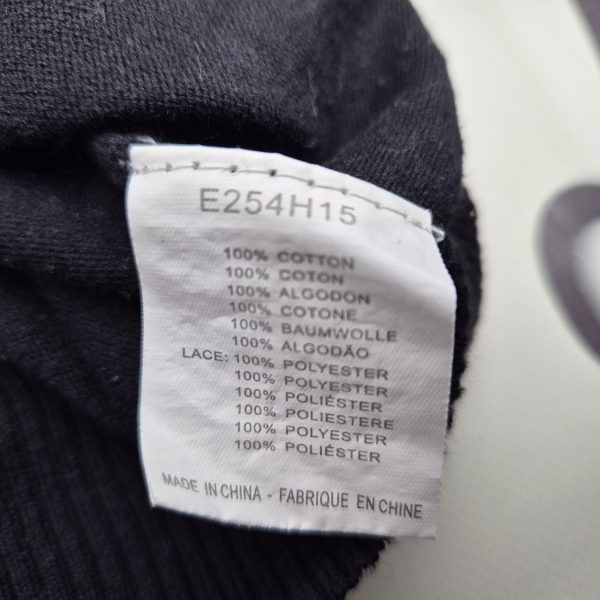 E254H15
100% COTTON
100% COTON
100% ALGODON
100% COTONE
100% BAUMWOLLE
100% ALGODÃO
LACE: 100% POLYESTER
100% POLYESTER
100% POLIÉSTER
100% POLIESTERE
100% POLYESTER
100% POLIÉSTER
MADE IN CHINA - FABRIQUE EN CHINE